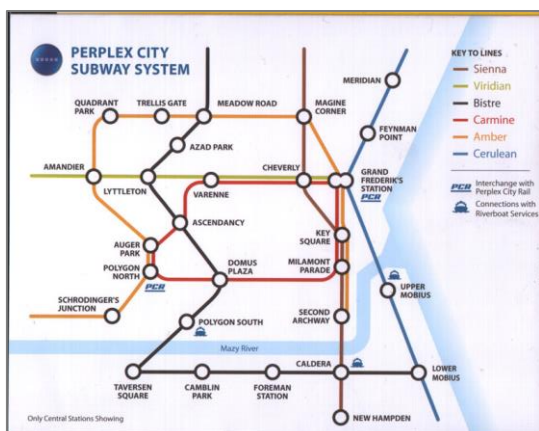 PERPLEX CITY
SUBWAY SYSTEM
KEY TO LINES
Sienna
Viridian
Bistre
Carmine
Amber
Cerulean
PCR Interchange with
Perplex City Rail
Connections with
Riverboat Services
MERIDIAN
QUADRANT
PARK
TRELLIS GATE
MEADOW ROAD
MAGINE
CORNER
FEYNMAN
POINT
AZAD PARK
AMANDIER
LYTTLETON
VARENNE
CHEVERLY
GRAND
FREDERIK'S
STATION
PCR
ASCENDANCY
AUGER
PARK
KEY
SQUARE
POLYGON
NORTH
PCR
DOMUS
PLAZA
MILAMONT
PARADE
SCHRODINGER'S
JUNCTION
POLYGON SOUTH
SECOND
ARCHWAY
UPPER
MOBIUS
Mazy River
TAVERSEN
SQUARE
CAMBLIN
PARK
FOREMAN
STATION
CALDERA
LOWER
MOBIUS
NEW HAMPDEN
Only Central Stations Showing